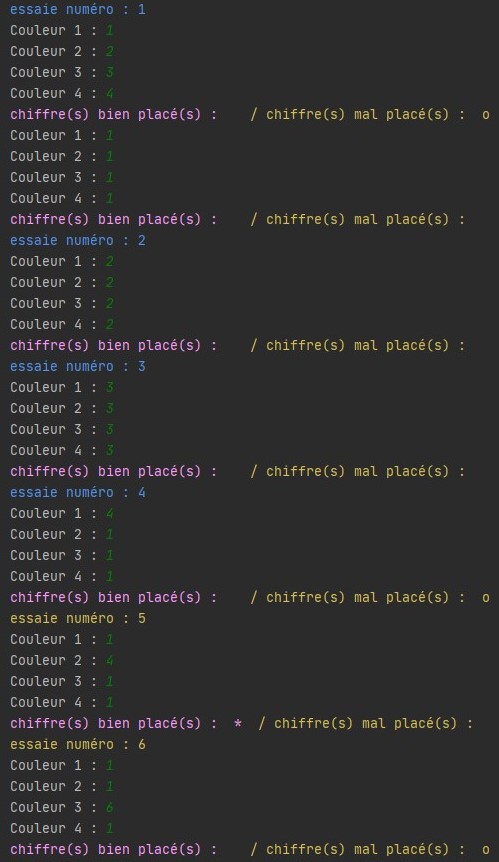 essaie numéro : 1
Couleur 1 : 1
Couleur 2 : 2
Couleur 3 : 3
Couleur 4 : 4
chiffre(s) bien placé(s) :    / chiffre(s) mal placé(s) :  o
Couleur 1 : 1
Couleur 2 : 1
Couleur 3 : 1
Couleur 4 : 1
chiffre(s) bien placé(s) :    / chiffre(s) mal placé(s) :
essaie numéro : 2
Couleur 1 : 2
Couleur 2 : 2
Couleur 3 : 2
Couleur 4 : 2
chiffre(s) bien placé(s) :    / chiffre(s) mal placé(s) :
essaie numéro : 3
Couleur 1 : 3
Couleur 2 : 3
Couleur 3 : 3
Couleur 4 : 3
chiffre(s) bien placé(s) :    / chiffre(s) mal placé(s) :
essaie numéro : 4
Couleur 1 : 4
Couleur 2 : 1
Couleur 3 : 1
Couleur 4 : 1
chiffre(s) bien placé(s) :    / chiffre(s) mal placé(s) :  o
essaie numéro : 5
Couleur 1 : 1
Couleur 2 : 4
Couleur 3 : 1
Couleur 4 : 1
chiffre(s) bien placé(s) :  *  / chiffre(s) mal placé(s) :
essaie numéro : 6
Couleur 1 : 1
Couleur 2 : 1
Couleur 3 : 6
Couleur 4 : 1
chiffre(s) bien placé(s) :    / chiffre(s) mal placé(s) :  o